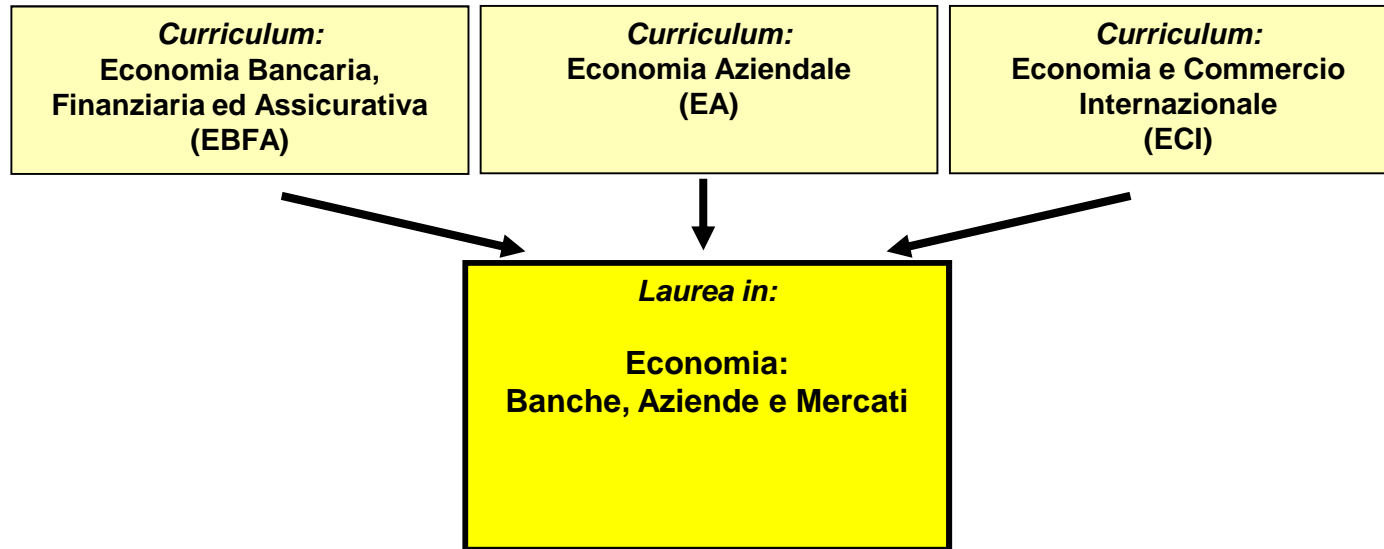 Curriculum:
Economia Bancaria,
Finanziaria ed Assicurativa
(EBFA)
Curriculum:
Economia Aziendale
(EA)
Curriculum:
Economia e Commercio
Internazionale
(ECI)
Laurea in:
Economia:
Banche, Aziende e Mercati